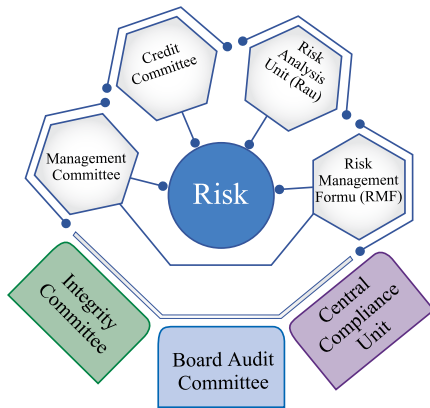 Credit
Committee
Risk
Analysis
Unit (Rau)
Management
Committee
Risk
Risk
Management
Formu (RMF)
Integrity
Committee
Board Audit
Committee
Central
Compliance
Unit